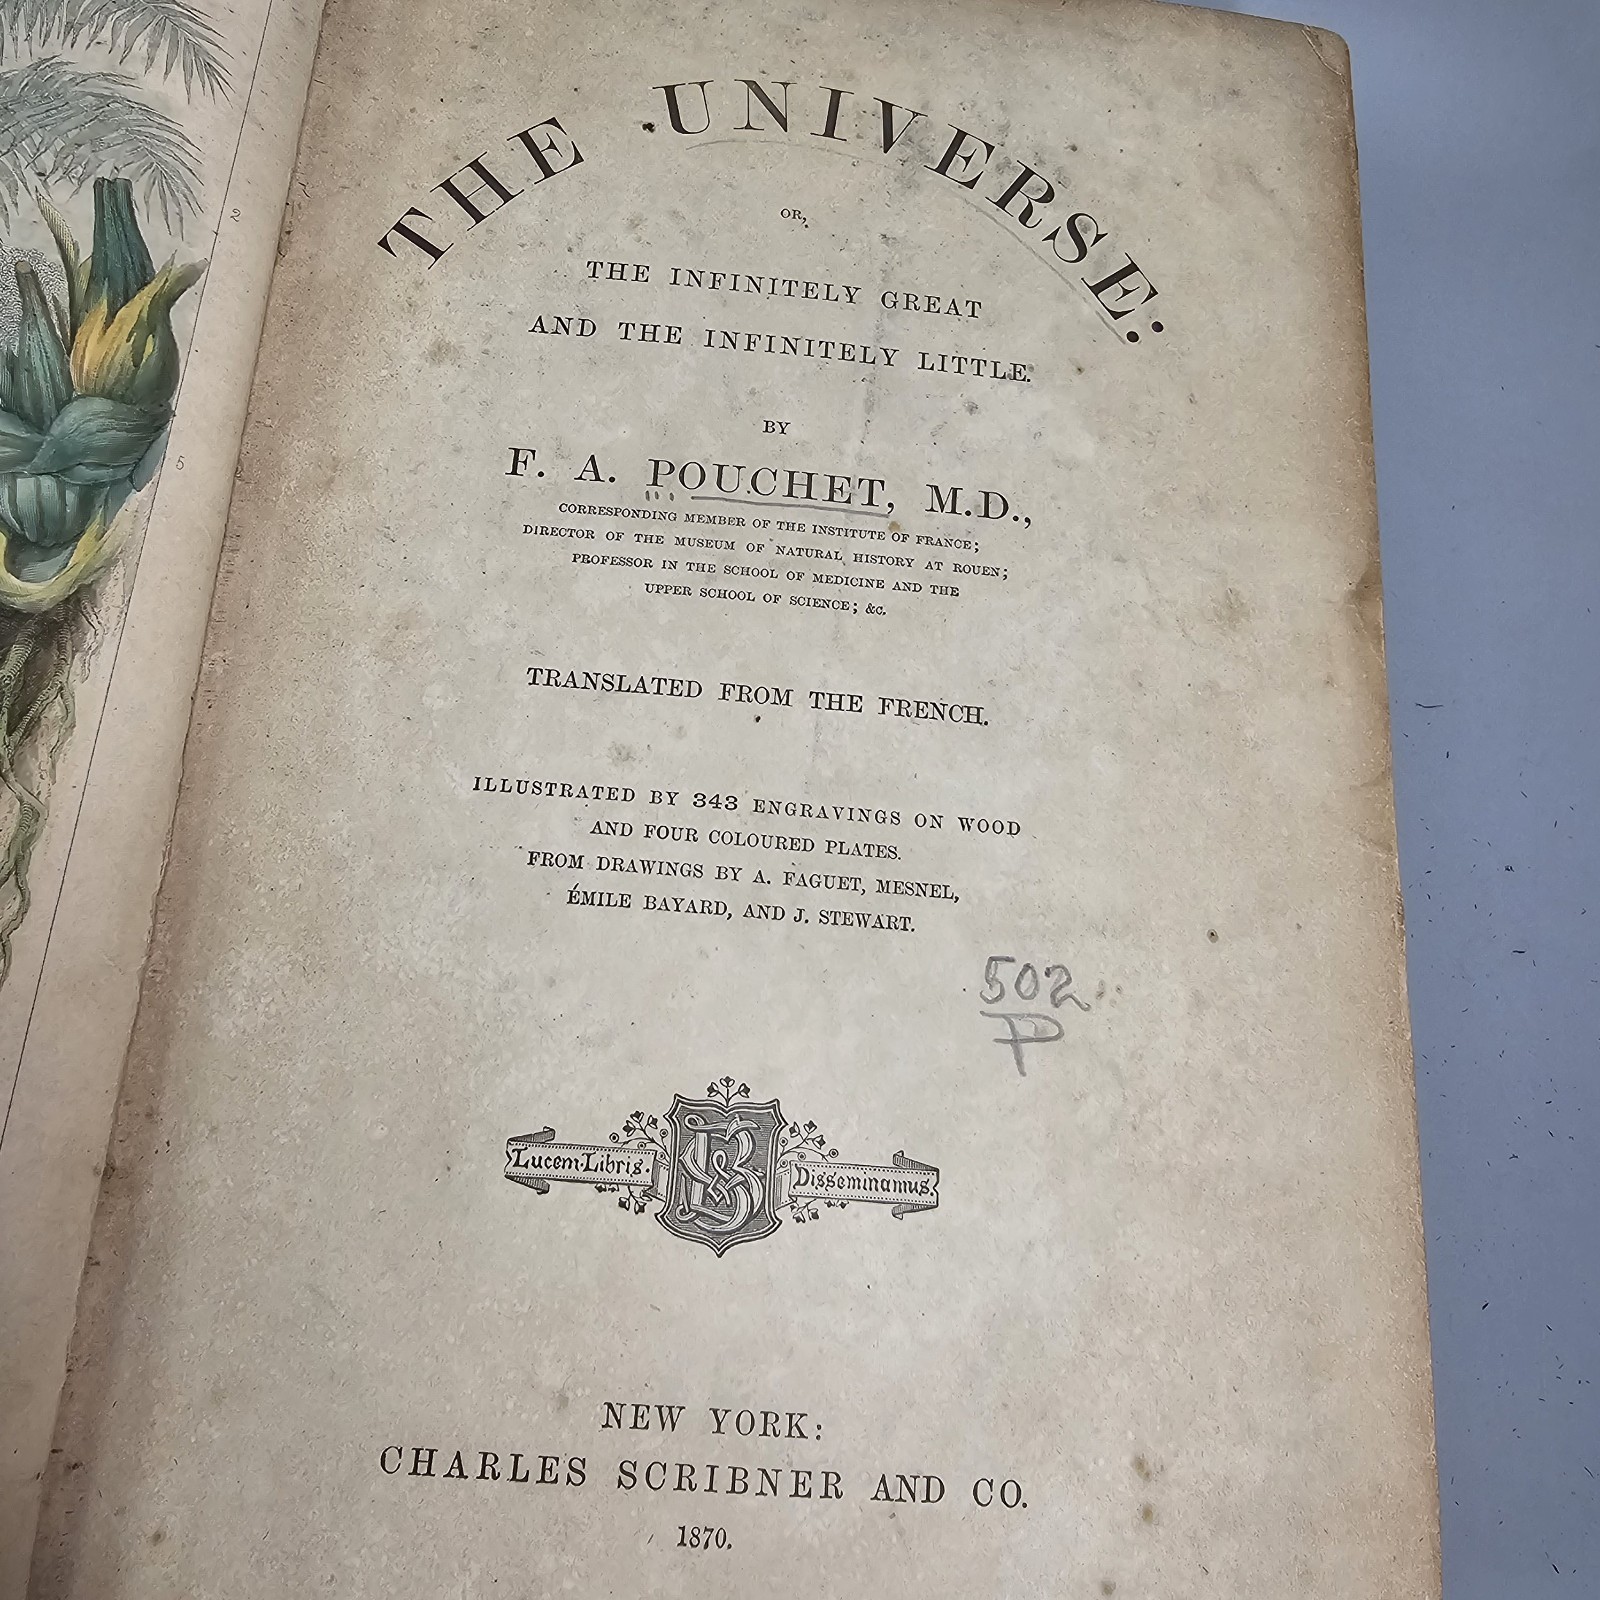 THE UNIVERSE:
OR,
THE INFINITELY GREAT
AND THE INFINITELY LITTLE.
BY
F. A. POUCHET, M.D.,
CORRESPONDING MEMBER OF THE INSTITUTE OF FRANCE;
DIRECTOR OF THE MUSEUM OF NATURAL HISTORY AT ROUEN;
PROFESSOR IN THE SCHOOL OF MEDICINE AND THE
UPPER SCHOOL OF SCIENCE; &c.
TRANSLATED FROM THE FRENCH.
ILLUSTRATED BY 343 ENGRAVINGS ON WOOD
AND FOUR COLOURED PLATES.
FROM DRAWINGS BY A. FAGUET, MESNEL,
ÉMILE BAYARD, AND J. STEWART.
502
P
Lucem Libris. Disseminamus.
NEW YORK:
CHARLES SCRIBNER AND CO.
1870.
2
5